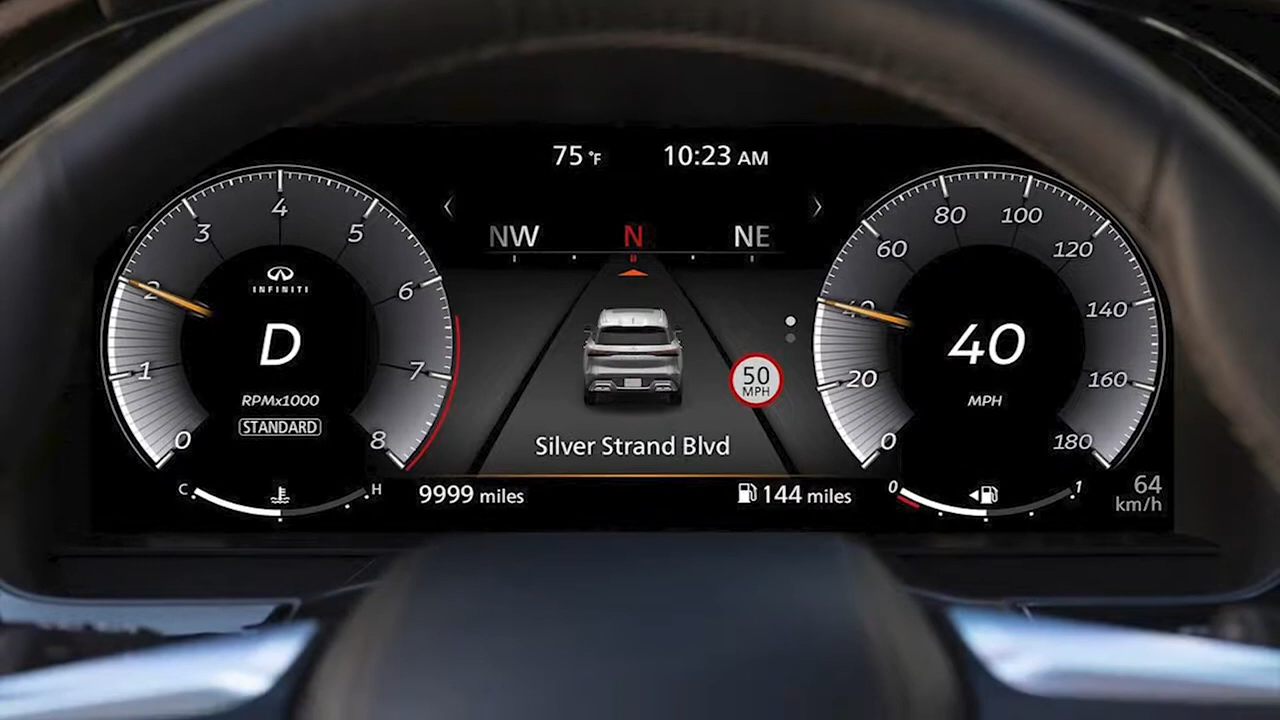 75 °F
10:23 AM
NW N NE
0 1 2 3 4 5 6 7 8
INFINITI
D
RPMx1000
STANDARD
C H
50
MPH
Silver Strand Blvd
9999 miles
144 miles
0 20 40 60 80 100 120 140 160 180
40
MPH
0 1
64
km/h